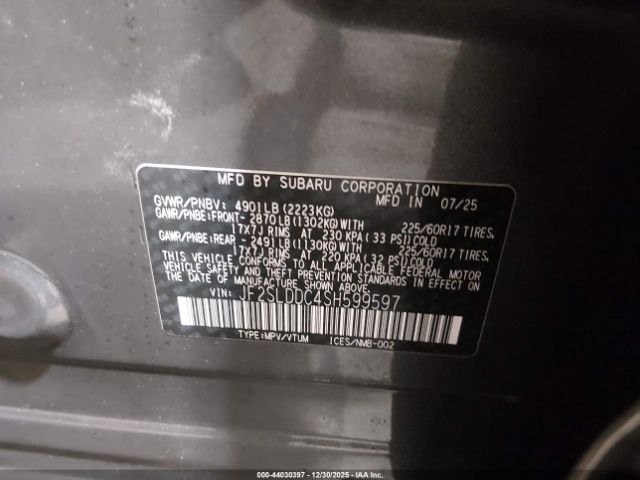 MFD BY SUBARU CORPORATION
MFD IN 07/25
GVWR/PNBV: 4901LB(2223KG)
GAWR/PNBE:FRONT- 2870LB(1302KG)WITH 225/60R17 TIRES,
17X7J RIMS AT 230 KPA(33 PSI)COLD
GAWR/PNBE:REAR -2491LB(1130KG)WITH 225/60R17 TIRES,
17X7J RIMS AT 220 KPA(32 PSI)COLD
THIS VEHICLE CONFORMS TO ALL APPLICABLE FEDERAL MOTOR
VEHICLE SAFETY AND BUMPER STANDARDS IN EFFECT ON THE
DATE OF MANUFACTURE SHOWN ABOVE.
VIN: JF2SLDDC4SH599597
TYPE:MPV/VTUM ICES/NMB-002
000-44030397 - 12/30/2025 - IAA Inc.